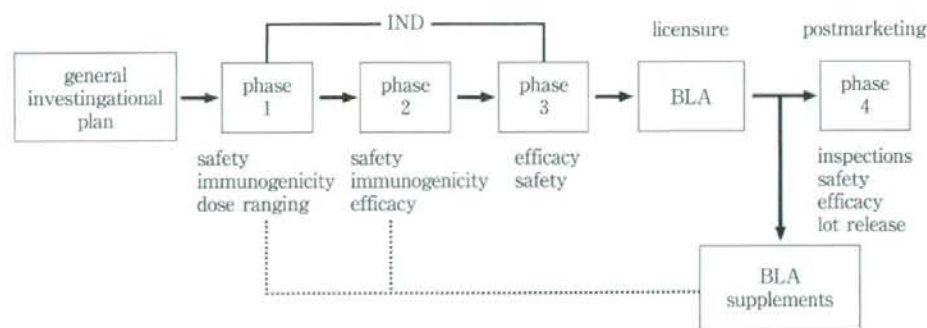 IND
licensure
postmarketing
general
investingational
plan
phase
1
phase
2
phase
3
BLA
phase
4
safety
immunogenicity
dose ranging
safety
immunogenicity
efficacy
efficacy
safety
inspections
safety
efficacy
lot release
BLA
supplements